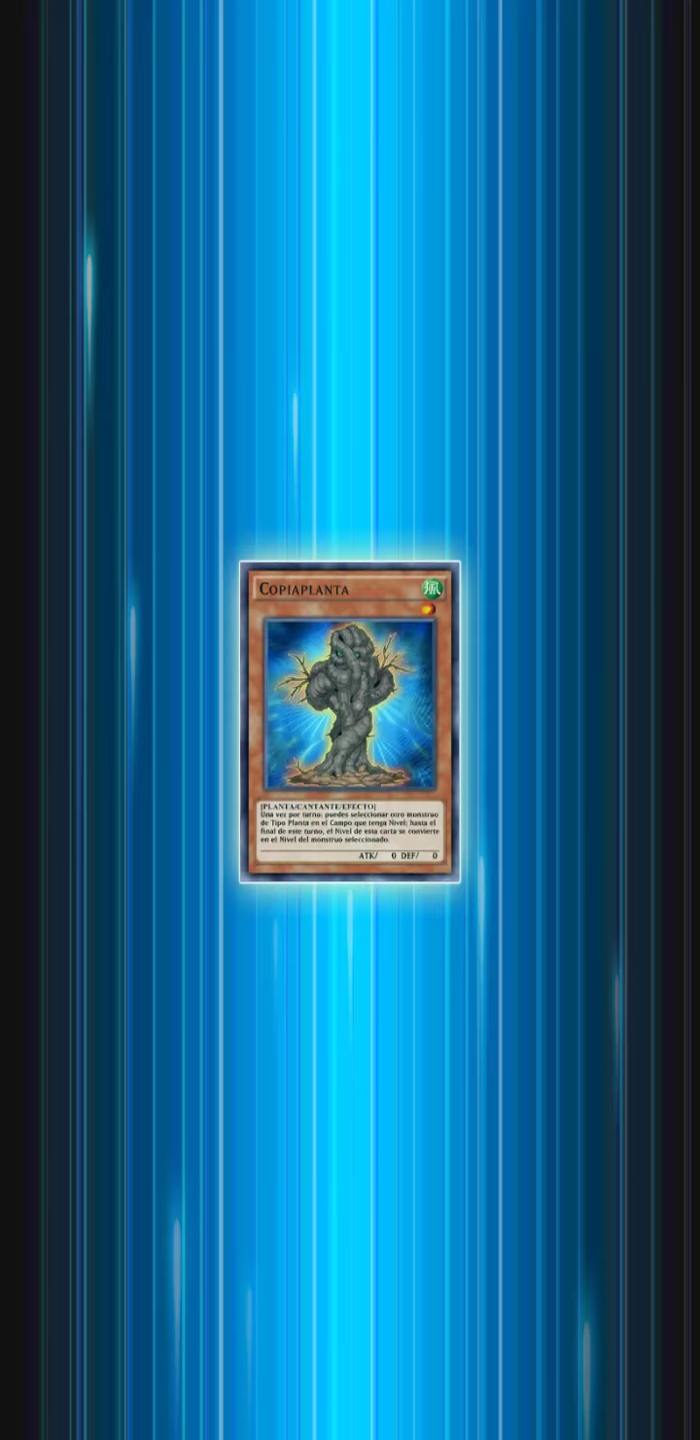 Copiaplanta
風
[PLANTA/CANTANTE/EFECTO]
Una vez por turno: puedes seleccionar otro monstruo
de Tipo Planta en el Campo que tenga Nivel; hasta el
final de este turno, el Nivel de esta carta se convierte
en el Nivel del monstruo seleccionado.
ATK/ 0 DEF/ 0